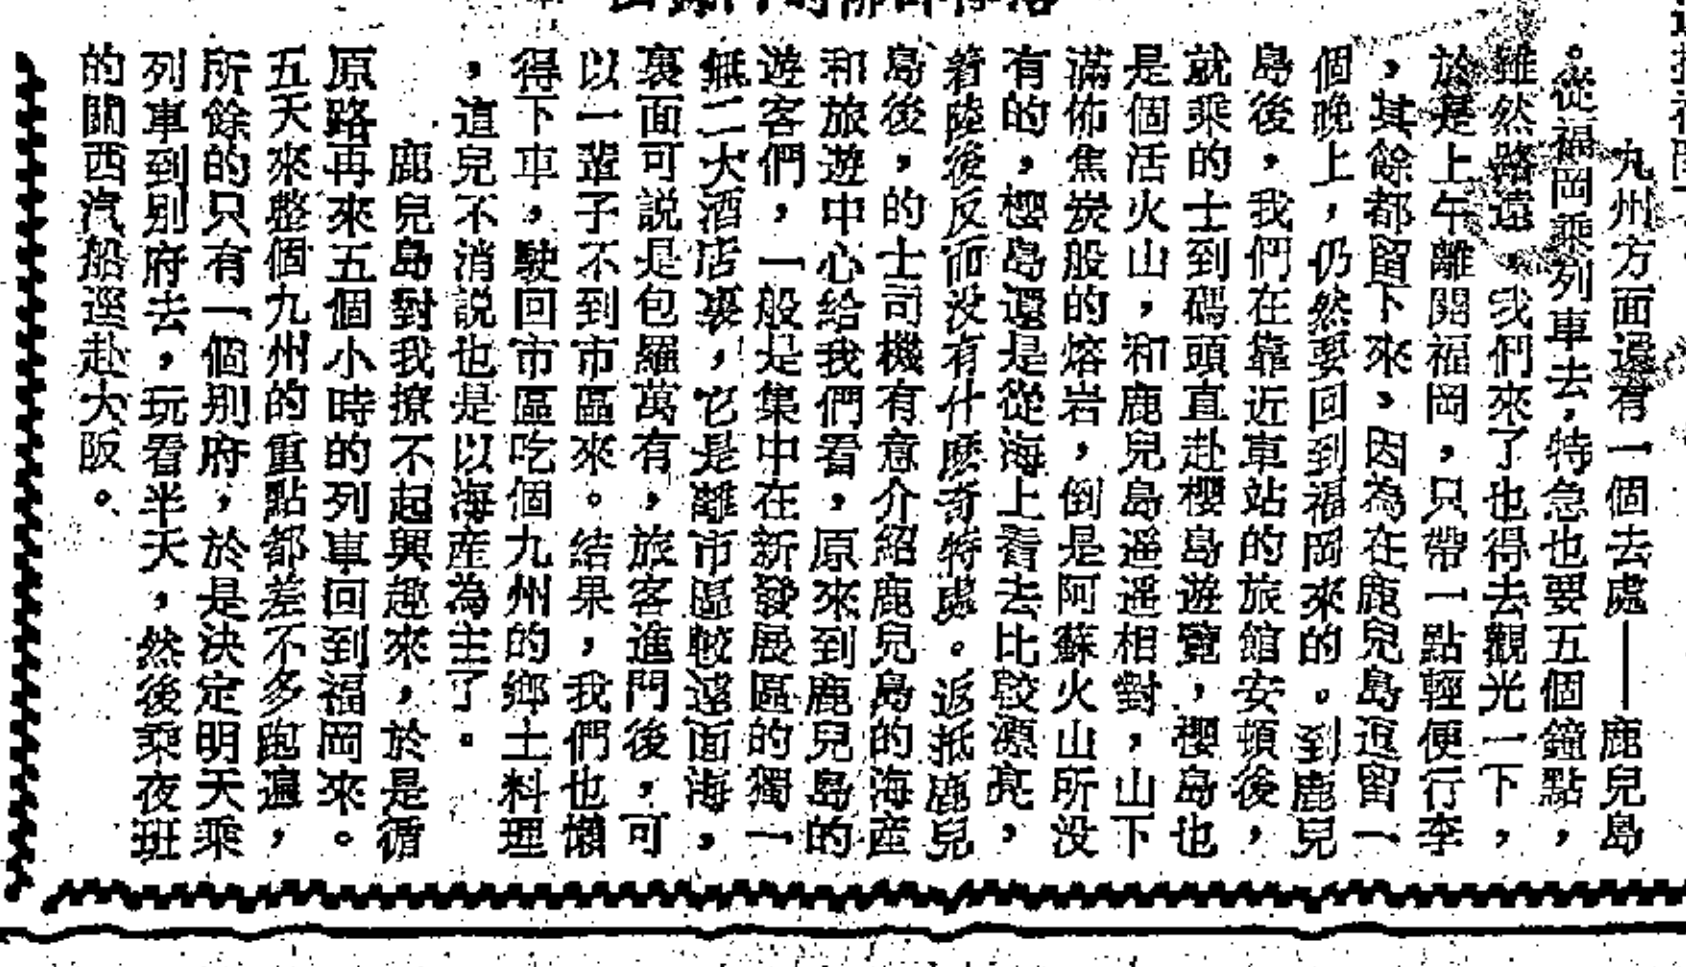 九州方面還有一個去處——鹿兒島
。從福岡乘列車去，特急也要五個鐘點，
雖然路遠，我們來了也得去觀光一下，
於是上午離開福岡，只帶一點輕便行李
，其餘都留下來，因為在鹿兒島逗留一
個晚上，仍然要回到福岡來的。到鹿兒
島後，我們在靠近車站的旅館安頓後，
就乘的士到碼頭直赴櫻島遊覽，櫻島也
是個活火山，和鹿兒島遥遥相對，山下
滿佈焦炭般的熔岩，倒是阿蘇火山所没
有的，櫻島還是從海上看去比較漂亮，
着陸後反而没有什麽奇特處。返抵鹿兒
島後，的士司機有意介紹鹿兒島的海産
和旅遊中心給我們看，原來到鹿兒島的
遊客們，一般是集中在新發展區的獨一
無二大酒店裏，它是離市區較遠面海，
裏面可説是包羅萬有，旅客進門後，可
以一輩子不到市區來。結果，我們也懶
得下車，駛回市區吃個九州的鄉土料理
，這兒不消説也是以海産為主了。
鹿兒島對我撩不起興趣來，於是循
原路再來五個小時的列車回到福岡來。
五天來整個九州的重點都差不多跑遍，
所餘的只有一個別府，於是決定明天乘
列車到別府去，玩看半天，然後乘夜班
的關西汽船逕赴大阪。